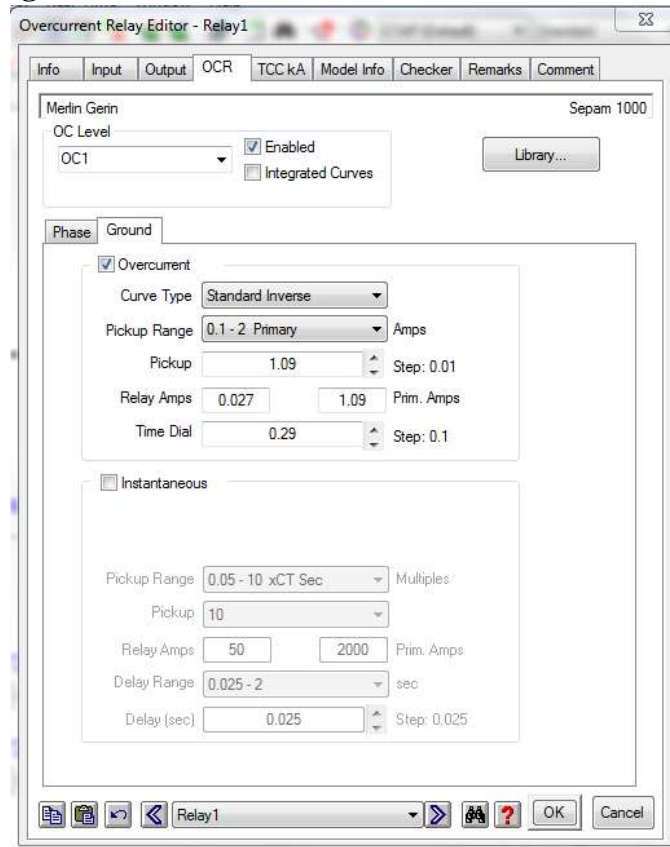 Overcurrent Relay Editor - Relay1
Info Input Output OCR TCC kA Model Info Checker Remarks Comment
Merlin Gerin Sepam 1000
OC Level
OC1 Enabled
Integrated Curves
Library...
Phase Ground
Overcurrent
Curve Type Standard Inverse
Pickup Range 0.1 - 2 Primary Amps
Pickup 1.09 Step: 0.01
Relay Amps 0.027 1.09 Prim. Amps
Time Dial 0.29 Step: 0.1
Instantaneous
Pickup Range 0.05 - 10 xCT Sec Multiples
Pickup 10
Relay Amps 50 2000 Prim. Amps
Delay Range 0.025 - 2 sec
Delay (sec) 0.025 Step: 0.025
Relay1 ? OK Cancel